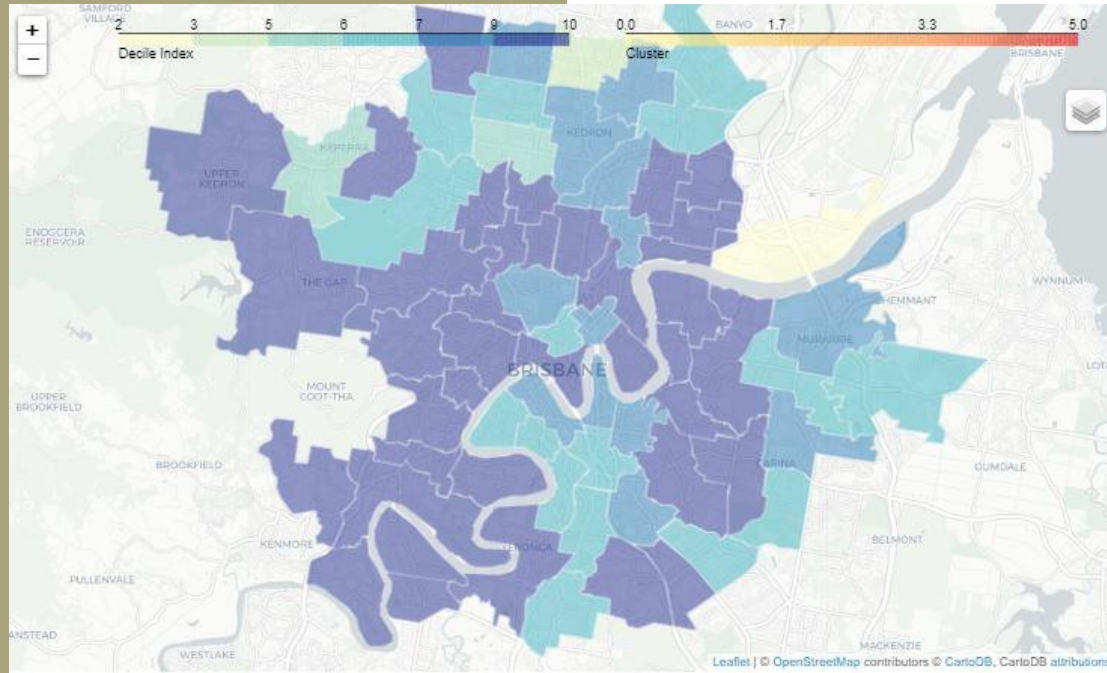 SAMFORD
VILLAGE
+
−
2 3 5 6 7 9 10
Decile Index
0.0 1.7 3.3 5.0
Cluster
BANYO
BRISBANE
KEDRON
KEPERRA
UPPER
KEDRON
ENOGGERA
RESERVOIR
THE GAP
WYNNUM
HEMMANT
MURARRIE
BRISBANE
MOUNT
COOT-THA
UPPER
BROOKFIELD
BROOKFIELD
ARINA
GUMDALE
KENMORE
BELMONT
PULLENVALE
ANSTEAD
WESTLAKE
MACKENZIE
Leaflet | © OpenStreetMap contributors © CartoDB, CartoDB attributions